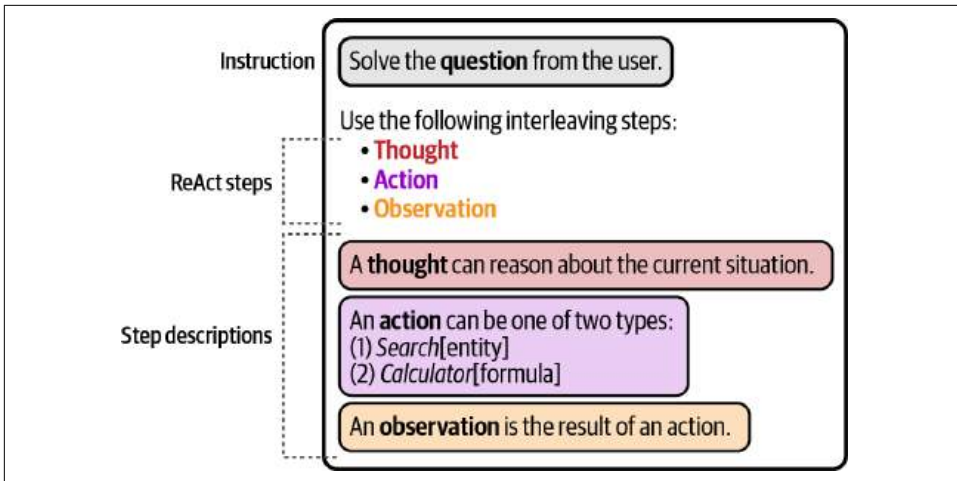 Instruction
Solve the question from the user.
Use the following interleaving steps:
ReAct steps
• Thought
• Action
• Observation
Step descriptions
A thought can reason about the current situation.
An action can be one of two types:
(1) Search[entity]
(2) Calculator[formula]
An observation is the result of an action.